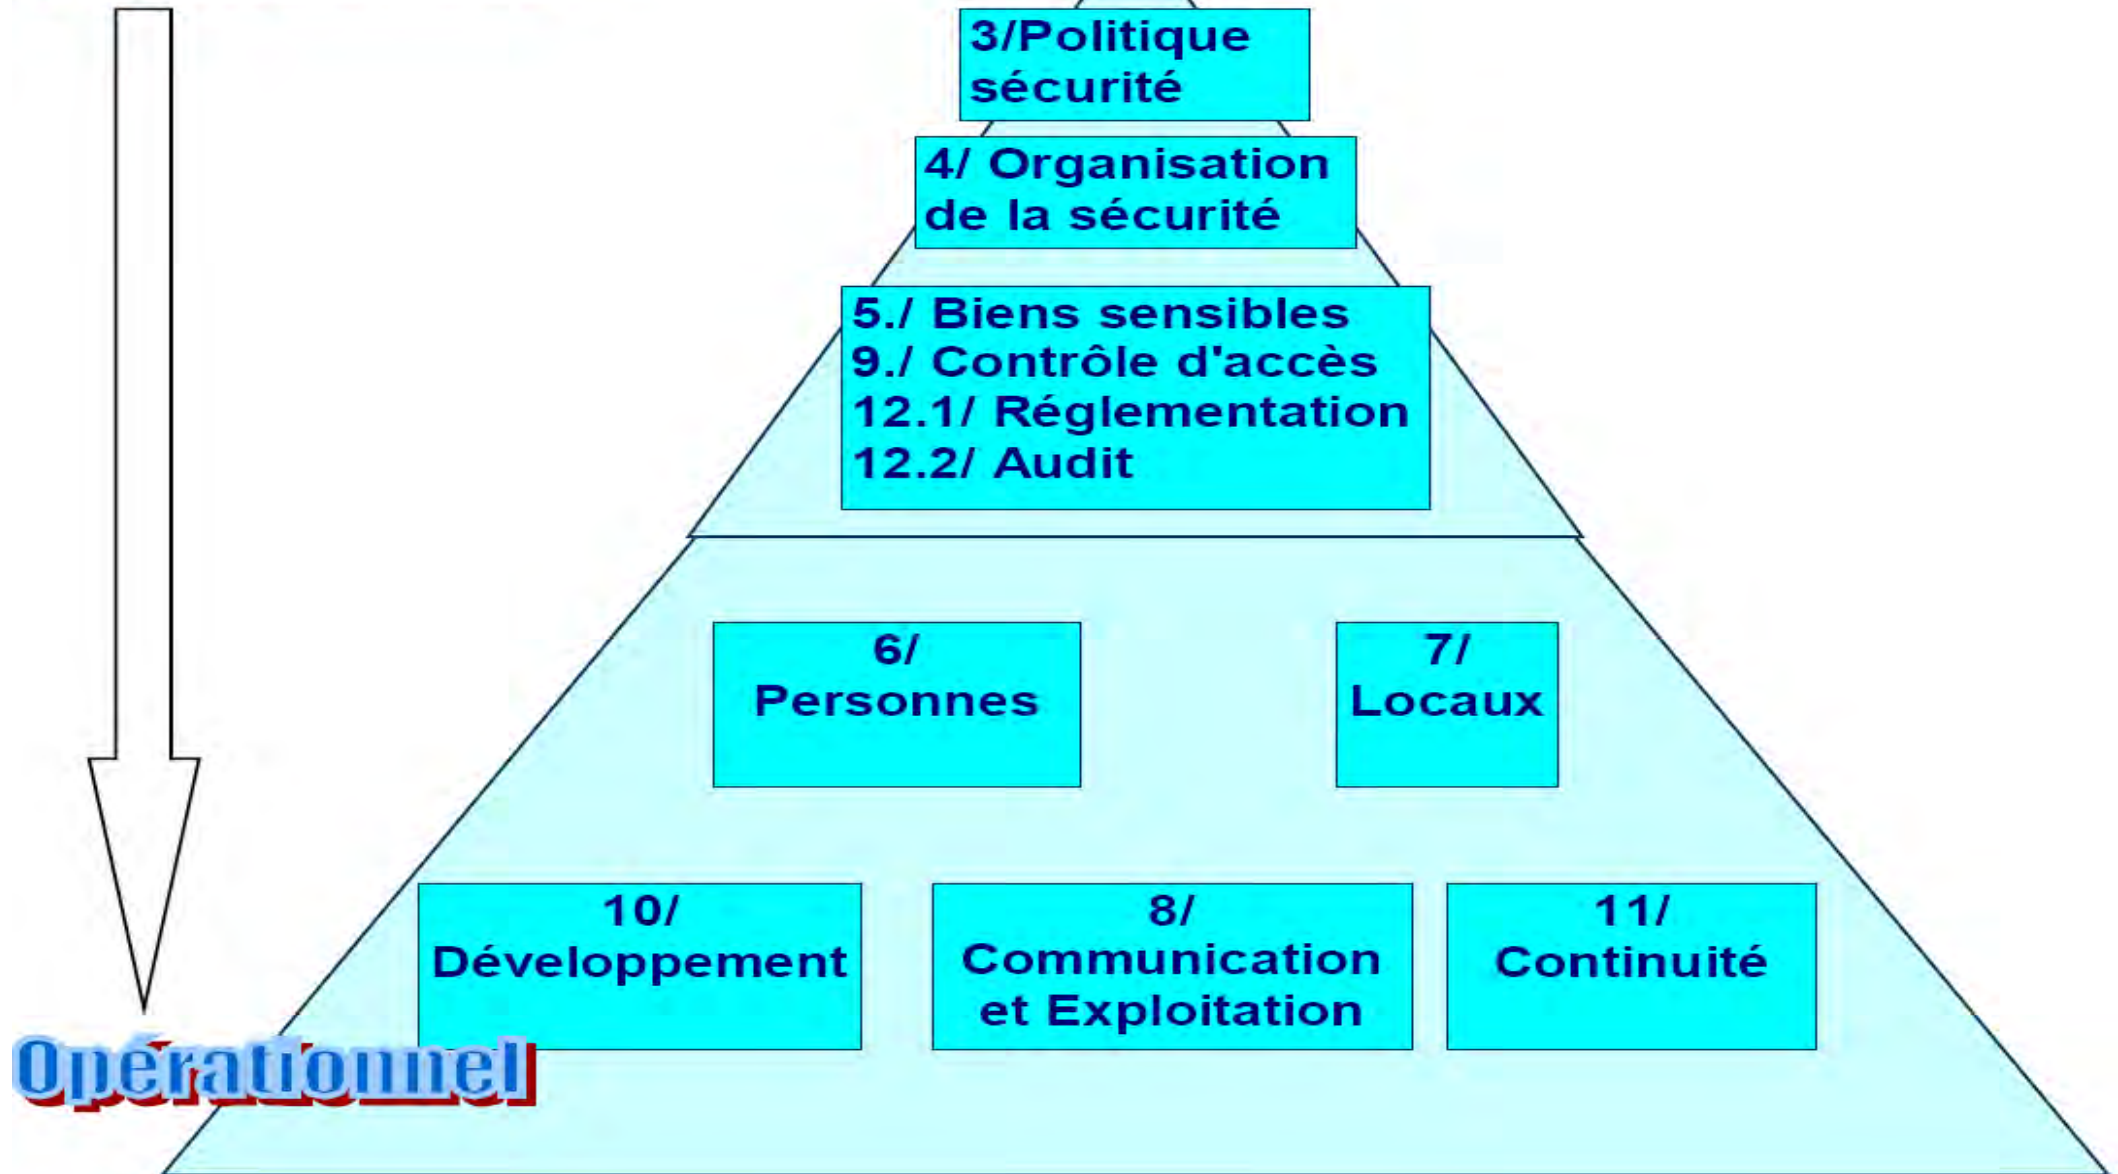 3/Politique
sécurité
4/ Organisation
de la sécurité
5./ Biens sensibles
9./ Contrôle d'accès
12.1/ Réglementation
12.2/ Audit
6/
Personnes
7/
Locaux
10/
Développement
8/
Communication
et Exploitation
11/
Continuité
Opérationnel